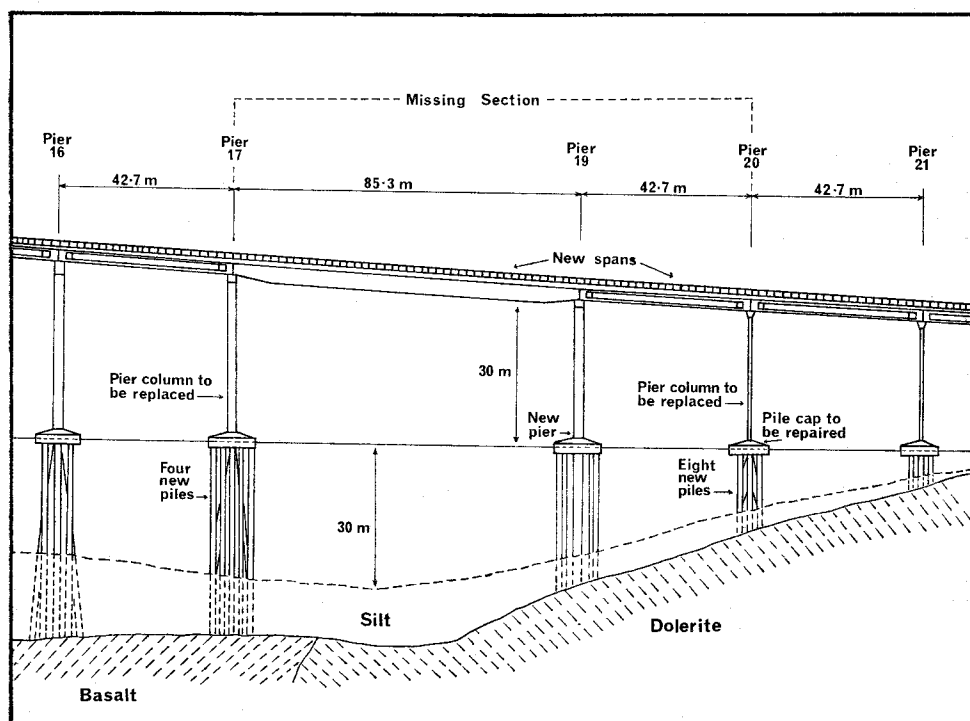 Missing Section
Pier
16
Pier
17
Pier
19
Pier
20
Pier
21
42·7 m
85·3 m
42·7 m
42·7 m
New spans
30 m
Pier column to
be replaced
New
pier
Pier column to
be replaced
Pile cap to
be repaired
Four
new
piles
Eight
new
piles
30 m
Silt
Dolerite
Basalt